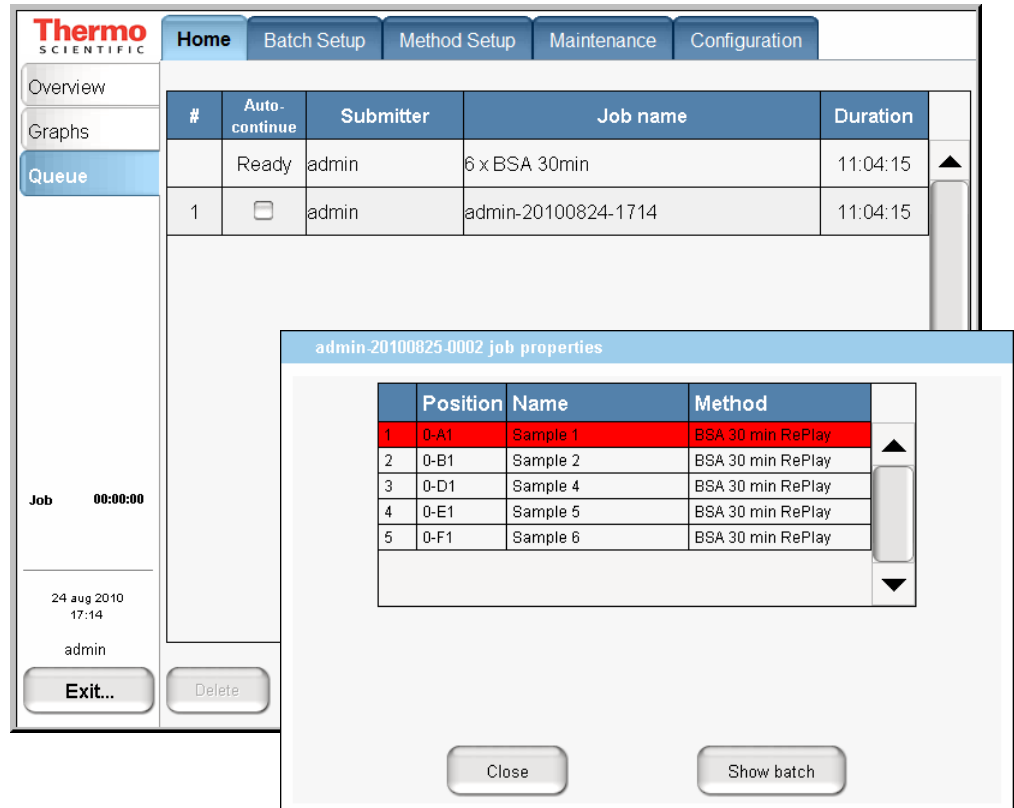 Thermo
SCIENTIFIC
Home Batch Setup Method Setup Maintenance Configuration
Overview
Graphs
Queue
# Auto-continue Submitter Job name Duration
Ready admin 6 x BSA 30min 11:04:15
1 admin admin-20100824-1714 11:04:15
Job 00:00:00
24 aug 2010
17:14
admin
Exit...
Delete
admin-20100825-0002 job properties
Position Name Method
1 0-A1 Sample 1 BSA 30 min RePlay
2 0-B1 Sample 2 BSA 30 min RePlay
3 0-D1 Sample 4 BSA 30 min RePlay
4 0-E1 Sample 5 BSA 30 min RePlay
5 0-F1 Sample 6 BSA 30 min RePlay
Close Show batch